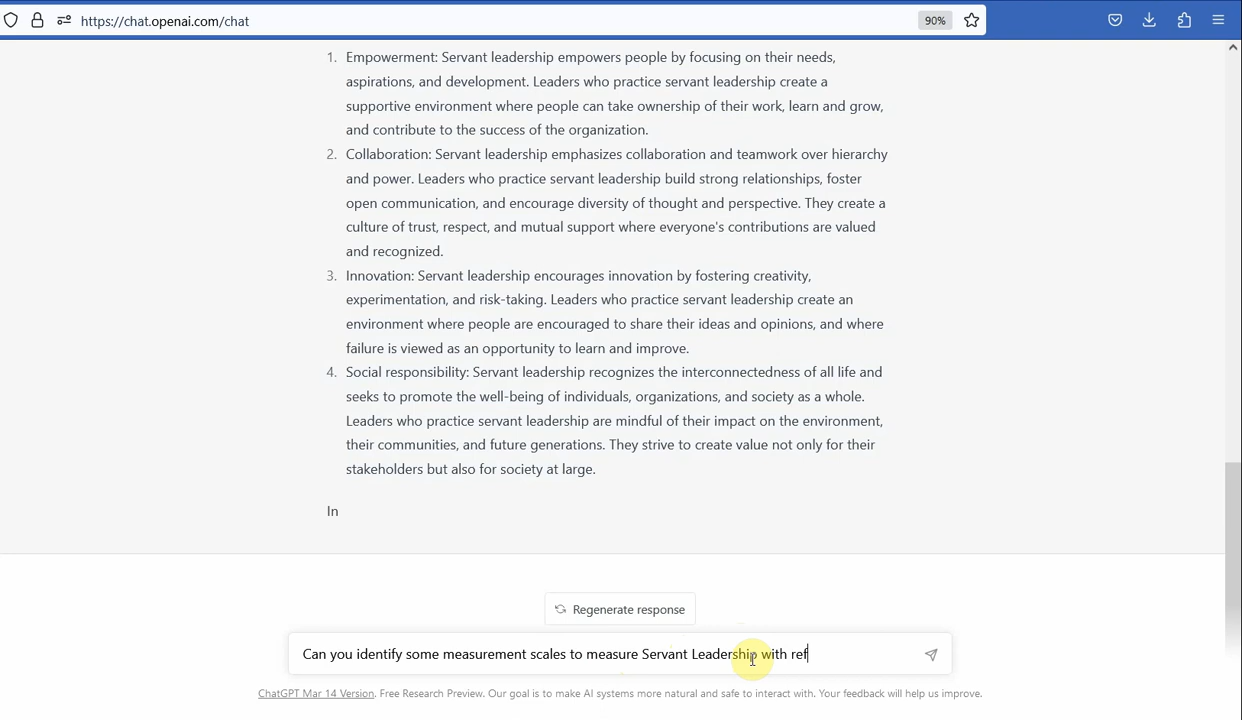 https://chat.openai.com/chat
90%
1. Empowerment: Servant leadership empowers people by focusing on their needs,
aspirations, and development. Leaders who practice servant leadership create a
supportive environment where people can take ownership of their work, learn and grow,
and contribute to the success of the organization.
2. Collaboration: Servant leadership emphasizes collaboration and teamwork over hierarchy
and power. Leaders who practice servant leadership build strong relationships, foster
open communication, and encourage diversity of thought and perspective. They create a
culture of trust, respect, and mutual support where everyone's contributions are valued
and recognized.
3. Innovation: Servant leadership encourages innovation by fostering creativity,
experimentation, and risk-taking. Leaders who practice servant leadership create an
environment where people are encouraged to share their ideas and opinions, and where
failure is viewed as an opportunity to learn and improve.
4. Social responsibility: Servant leadership recognizes the interconnectedness of all life and
seeks to promote the well-being of individuals, organizations, and society as a whole.
Leaders who practice servant leadership are mindful of their impact on the environment,
their communities, and future generations. They strive to create value not only for their
stakeholders but also for society at large.
In
Regenerate response
Can you identify some measurement scales to measure Servant Leadership with ref
ChatGPT Mar 14 Version. Free Research Preview. Our goal is to make AI systems more natural and safe to interact with. Your feedback will help us improve.